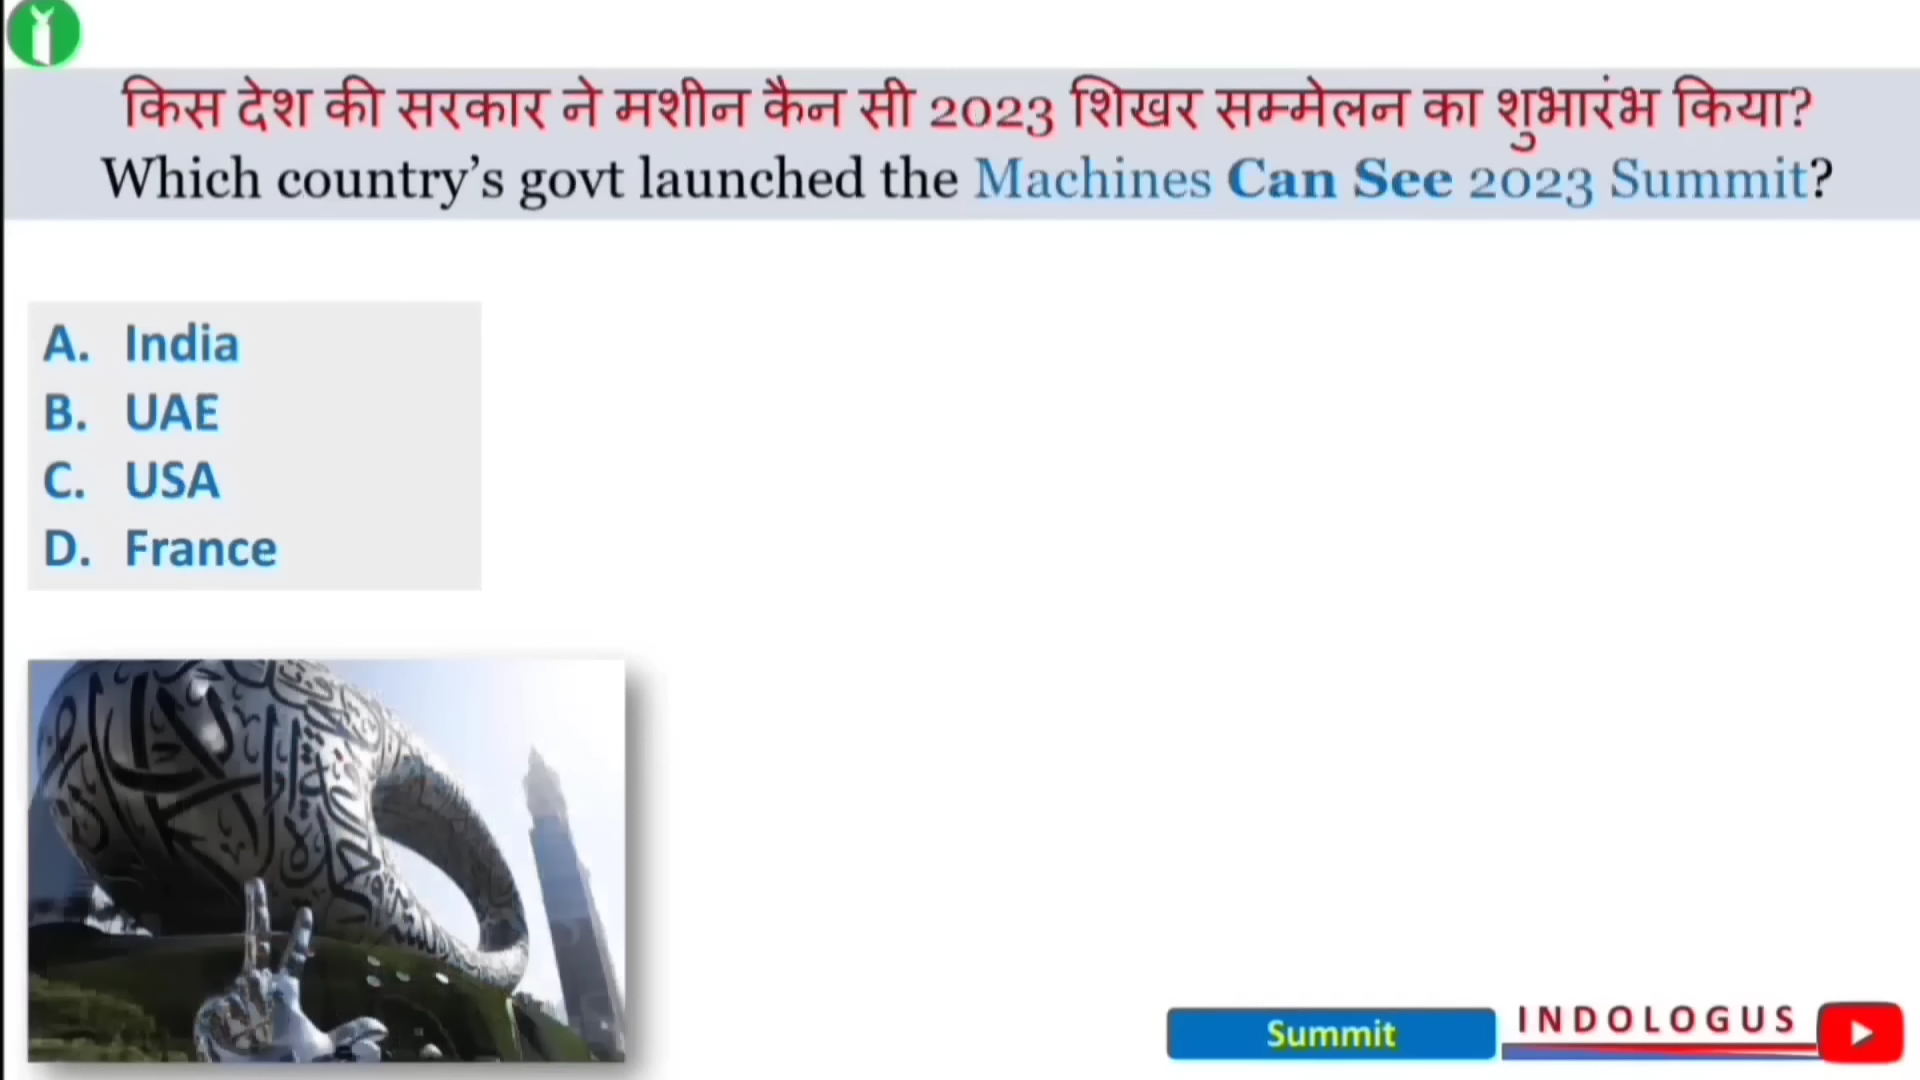 किस देश की सरकार ने मशीन कैन सी 2023 शिखर सम्मेलन का शुभारंभ किया?
Which country's govt launched the Machines Can See 2023 Summit?
A. India
B. UAE
C. USA
D. France
Summit
INDOLOGUS